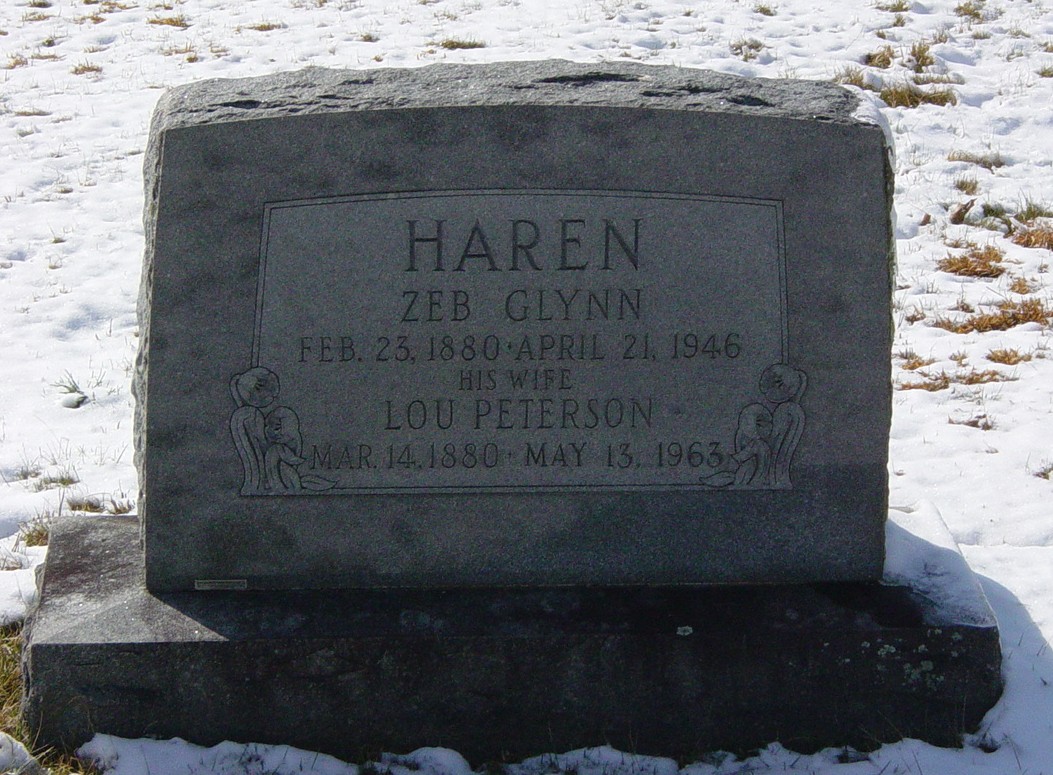 HAREN
ZEB GLYNN
FEB. 23, 1880 · APRIL 21, 1946
HIS WIFE
LOU PETERSON
MAR. 14, 1880 · MAY 13, 1963